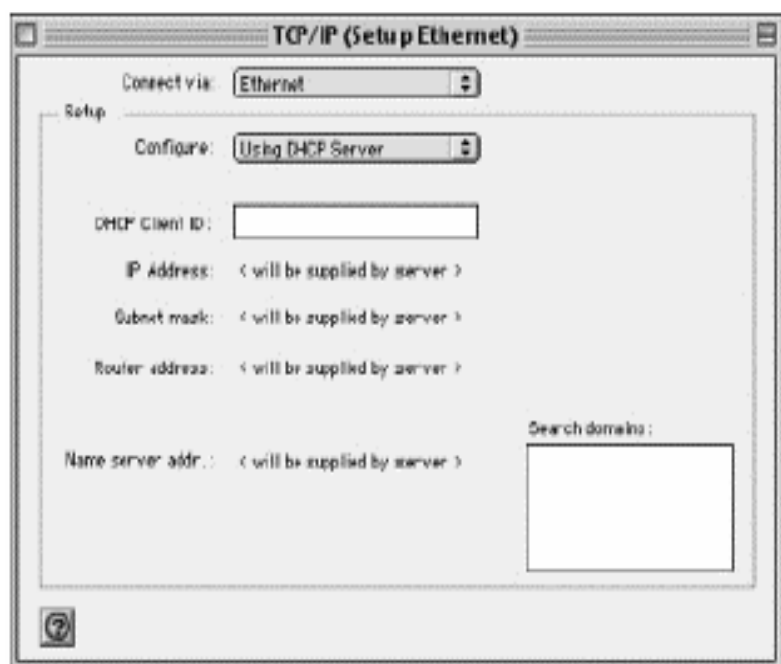 TCP/IP (Setup Ethernet)
Connect via: Ethernet
Setup
Configure: Using DHCP Server
DHCP Client ID:
IP Address: < will be supplied by server >
Subnet mask: < will be supplied by server >
Router address: < will be supplied by server >
Search domains:
Name server addr.: < will be supplied by server >
?